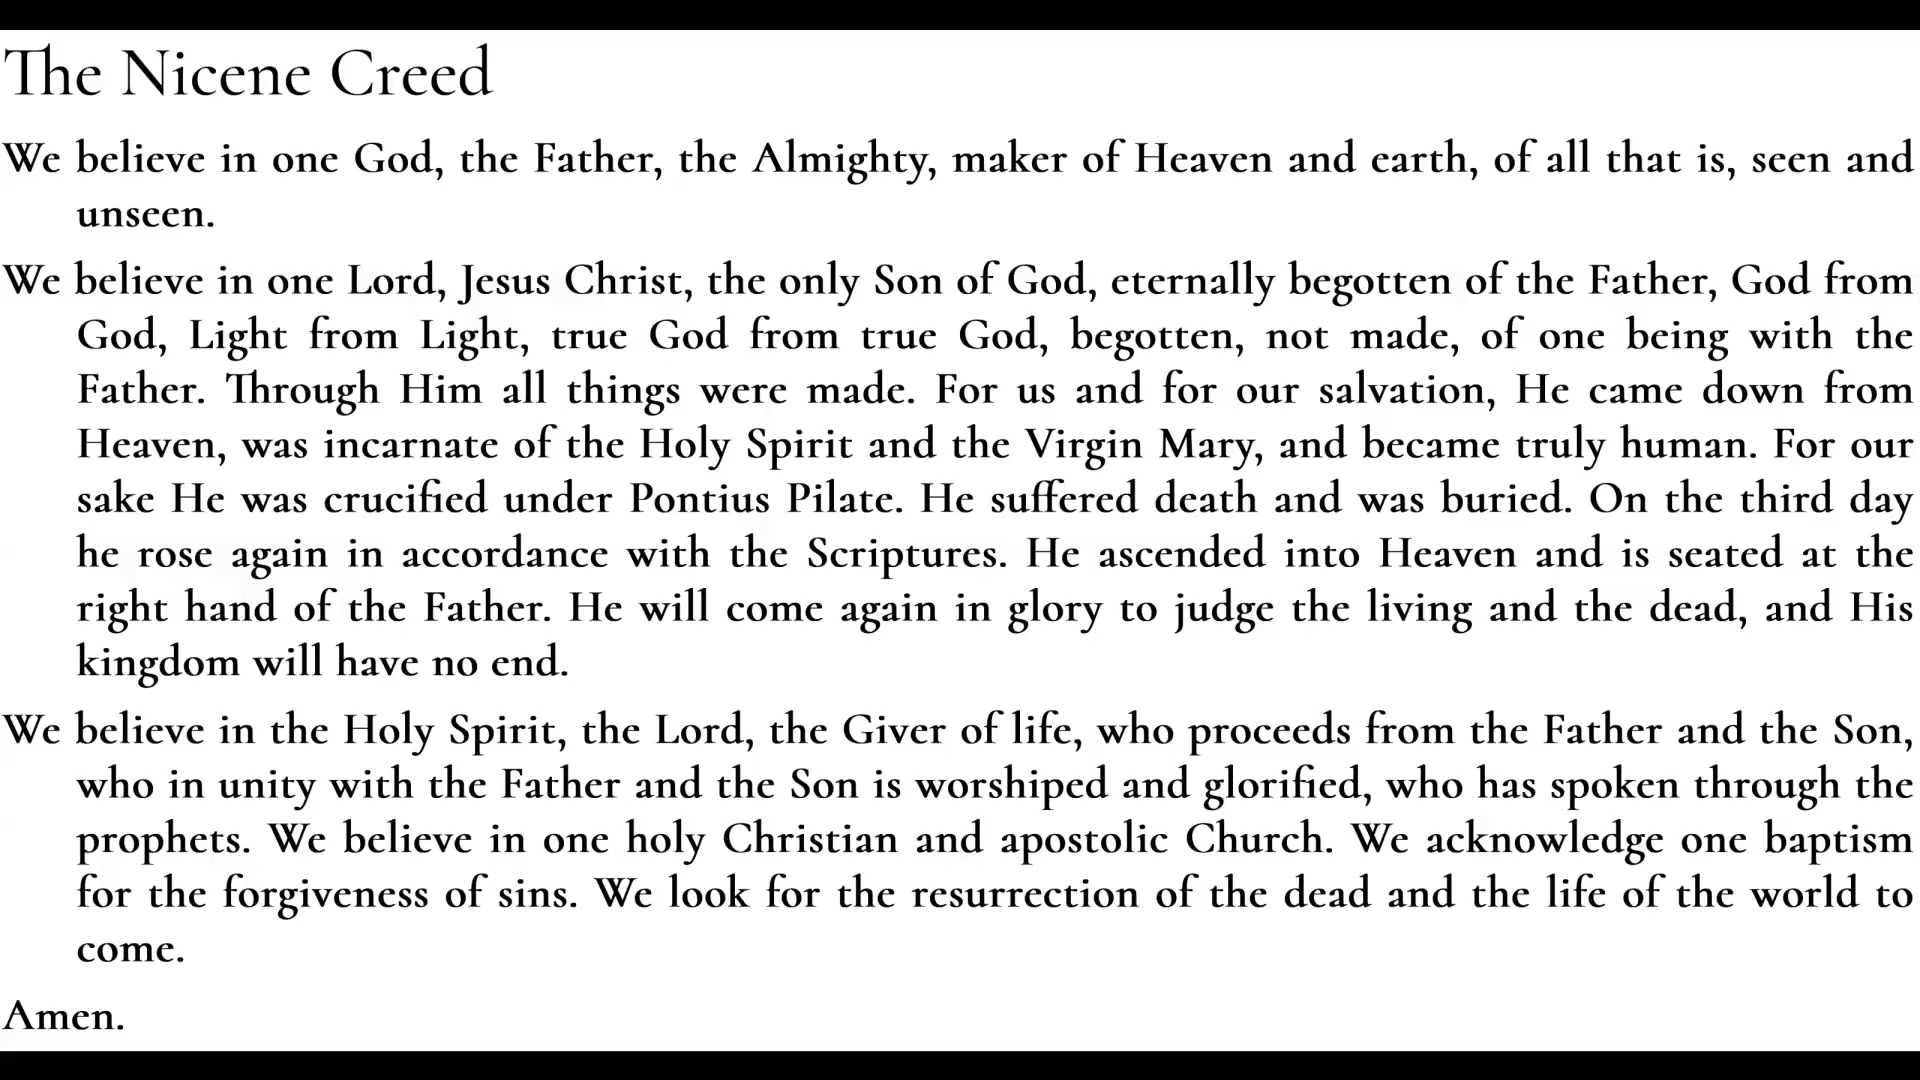 The Nicene Creed
We believe in one God, the Father, the Almighty, maker of Heaven and earth, of all that is, seen and
unseen.
We believe in one Lord, Jesus Christ, the only Son of God, eternally begotten of the Father, God from
God, Light from Light, true God from true God, begotten, not made, of one being with the
Father. Through Him all things were made. For us and for our salvation, He came down from
Heaven, was incarnate of the Holy Spirit and the Virgin Mary, and became truly human. For our
sake He was crucified under Pontius Pilate. He suffered death and was buried. On the third day
he rose again in accordance with the Scriptures. He ascended into Heaven and is seated at the
right hand of the Father. He will come again in glory to judge the living and the dead, and His
kingdom will have no end.
We believe in the Holy Spirit, the Lord, the Giver of life, who proceeds from the Father and the Son,
who in unity with the Father and the Son is worshiped and glorified, who has spoken through the
prophets. We believe in one holy Christian and apostolic Church. We acknowledge one baptism
for the forgiveness of sins. We look for the resurrection of the dead and the life of the world to
come.
Amen.